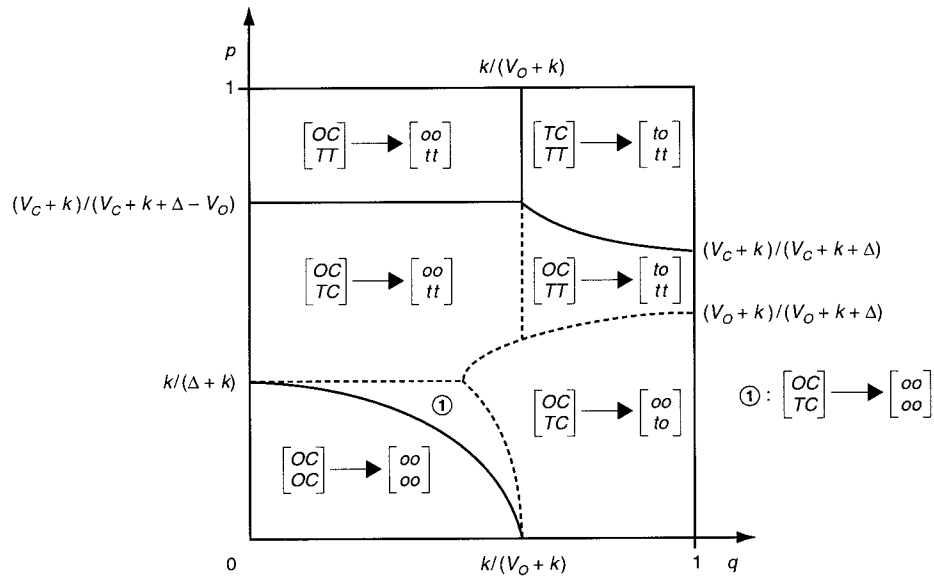 p
k/(V_O + k)
1
[OC TT] → [oo tt]
[TC TT] → [to tt]
(V_C + k)/(V_C + k + Δ – V_O)
(V_C + k)/(V_C + k + Δ)
[OC TC] → [oo tt]
[OC TT] → [to tt]
(V_O + k)/(V_O + k + Δ)
k/(Δ + k)
①
[OC TC] → [oo to]
①: [OC TC] → [oo oo]
[OC OC] → [oo oo]
0
k/(V_O + k)
1
q